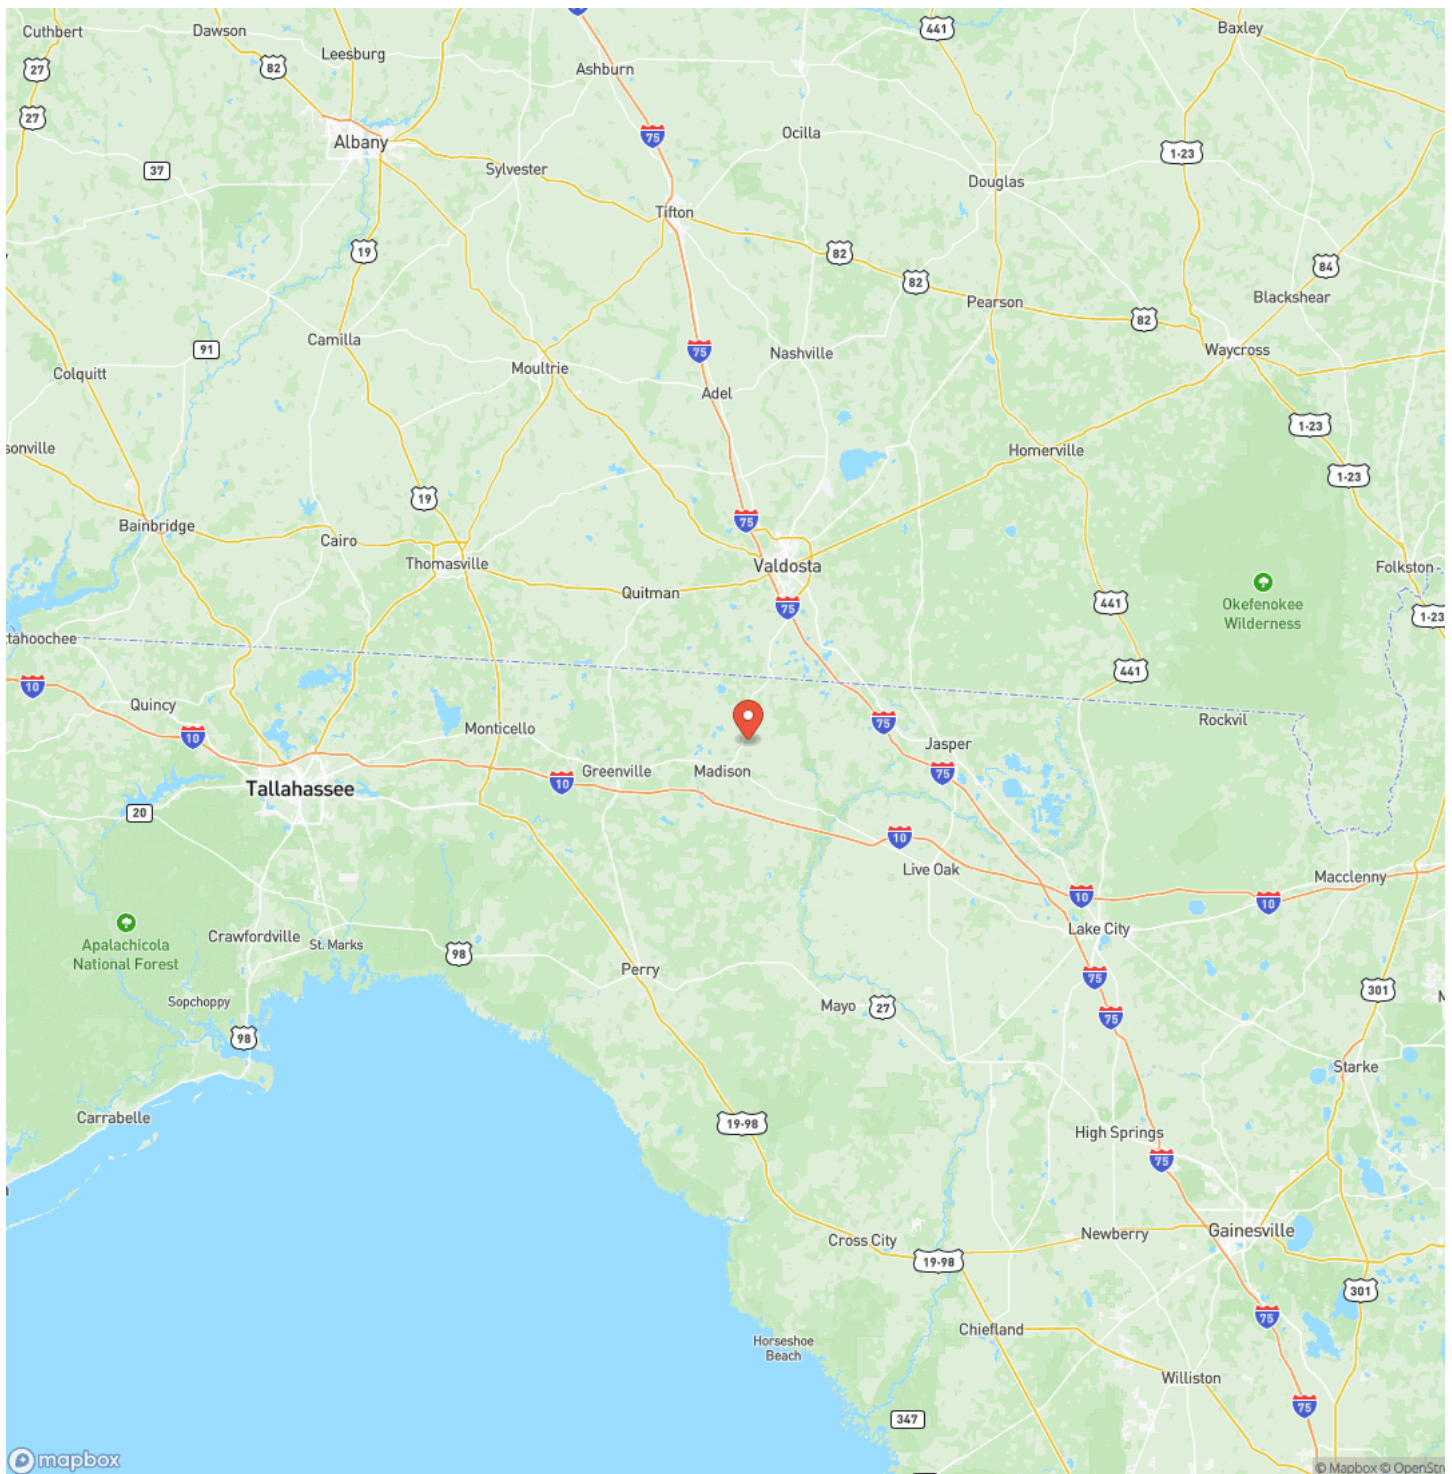 441
Cuthbert
Dawson
Baxley
Leesburg
27
82
Ashburn
27
75
Ocilla
Albany
1-23
37
Sylvester
Douglas
Tifton
19
82
84
82
Blackshear
Pearson
82
Camilla
91
75
Nashville
Waycross
Moultrie
Colquitt
Adel
1-23
sonville
Homerville
1-23
19
75
Bainbridge
Cairo
Thomasville
Valdosta
Folkston
Quitman
75
441
Okefenokee
Wilderness
1-23
ttahoochee
441
10
Quincy
Monticello
75
Rockvil
10
Jasper
Greenville
Madison
75
10
Tallahassee
20
10
Live Oak
Macclenny
10
10
Lake City
Apalachicola
National Forest
Crawfordville
St. Marks
98
Perry
75
301
Sopchoppy
Mayo
27
75
98
Starke
Carrabelle
19-98
High Springs
75
Cross City
Newberry
Gainesville
19-98
301
75
Chiefland
Horseshoe
Beach
Williston
75
347
mapbox
© Mapbox © OpenStre